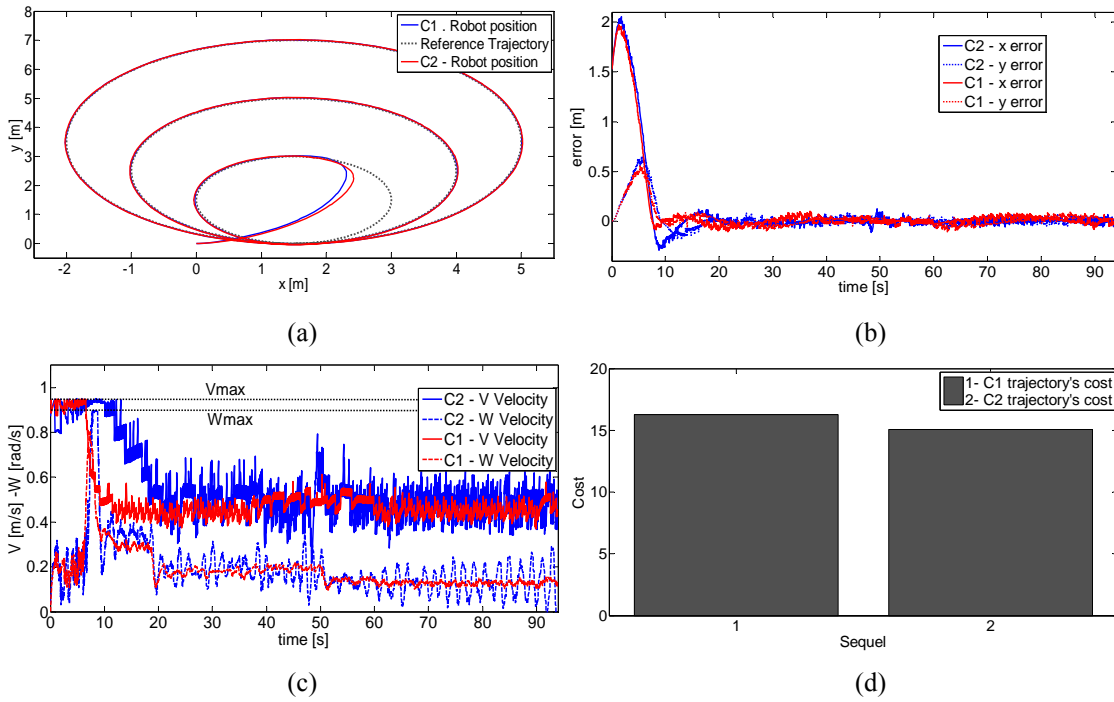 8
7
6
5
4
3
2
1
0
y [m]
-2
-1
0
1
2
3
4
5
x [m]
C1 . Robot position
Reference Trajectory
C2 - Robot position
(a)
2
1.5
1
0.5
0
error [m]
0
10
20
30
40
50
60
70
80
90
time [s]
C2 - x error
C2 - y error
C1 - x error
C1 - y error
(b)
1
0.8
0.6
0.4
0.2
0
V [m/s] -W [rad/s]
0
10
20
30
40
50
60
70
80
90
time [s]
Vmax
Wmax
C2 - V Velocity
C2 - W Velocity
C1 - V Velocity
C1 - W Velocity
(c)
20
15
10
5
0
Cost
1
2
Sequel
1- C1 trajectory's cost
2- C2 trajectory's cost
(d)